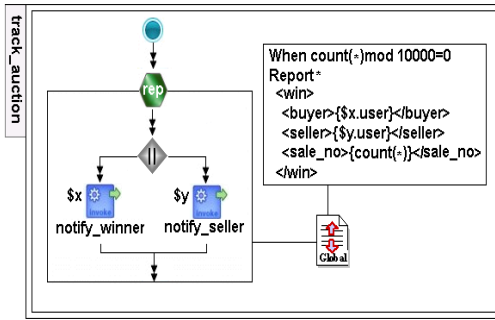 track_auction
rep
||
$x
invoke
notify_winner
$y
invoke
notify_seller
When count(*)mod 10000=0
Report*
<win>
<buyer>{$x.user}</buyer>
<seller>{$y.user}</seller>
<sale_no>{count(*)}</sale_no>
</win>
Global